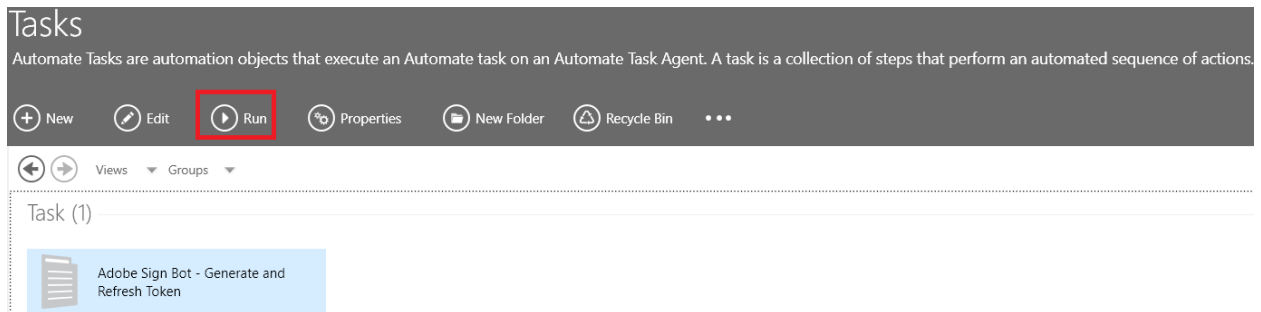 Tasks
Automate Tasks are automation objects that execute an Automate task on an Automate Task Agent. A task is a collection of steps that perform an automated sequence of actions.
New Edit Run Properties New Folder Recycle Bin
Views Groups
Task (1)
Adobe Sign Bot - Generate and
Refresh Token